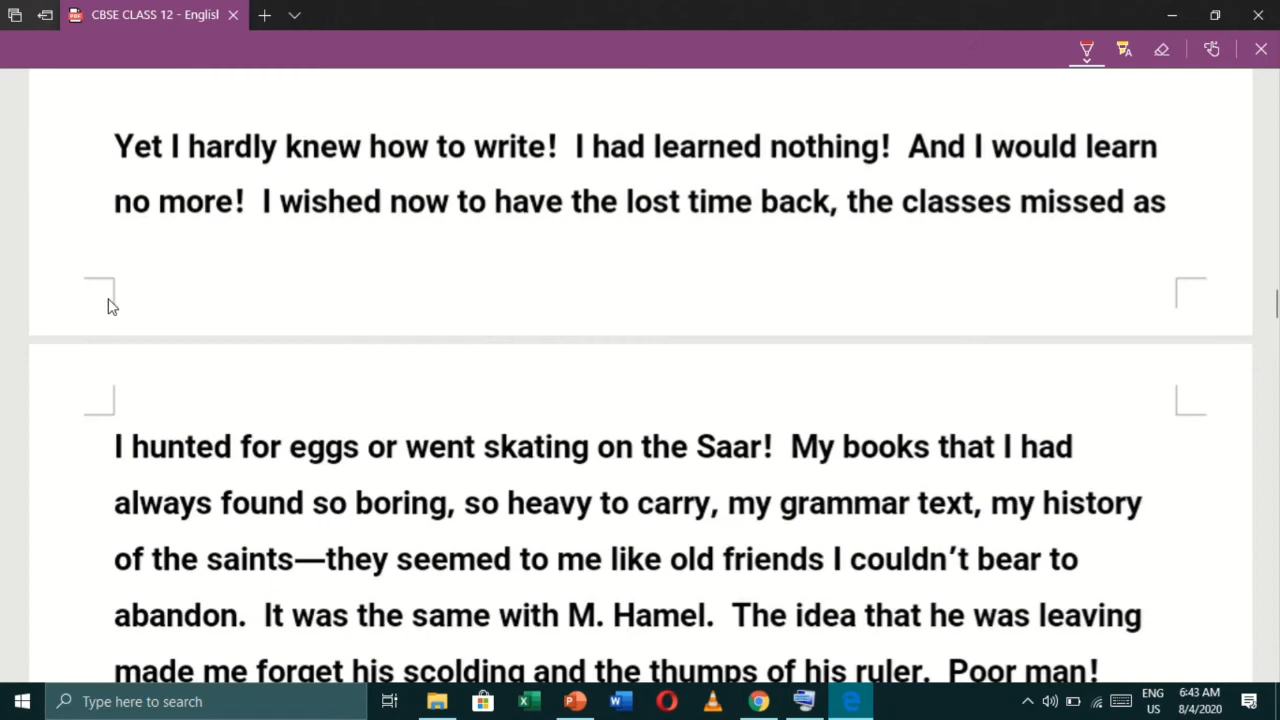 CBSE CLASS 12 - English
Yet I hardly knew how to write! I had learned nothing! And I would learn
no more! I wished now to have the lost time back, the classes missed as
I hunted for eggs or went skating on the Saar! My books that I had
always found so boring, so heavy to carry, my grammar text, my history
of the saints—they seemed to me like old friends I couldn’t bear to
abandon. It was the same with M. Hamel. The idea that he was leaving
made me forget his scolding and the thumps of his ruler. Poor man!
Type here to search
ENG
US
6:43 AM
8/4/2020